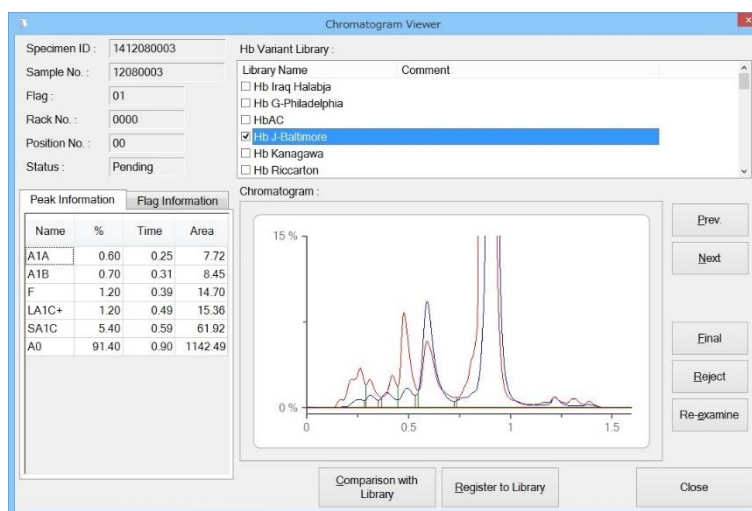 Chromatogram Viewer
Specimen ID : 1412080003
Sample No. : 12080003
Flag : 01
Rack No. : 0000
Position No. : 00
Status : Pending
Hb Variant Library :
Library Name Comment
Hb Iraq Halabja
Hb G-Philadelphia
HbAC
Hb J-Baltimore
Hb Kanagawa
Hb Riccarton
Peak Information Flag Information
Name % Time Area
A1A 0.60 0.25 7.72
A1B 0.70 0.31 8.45
F 1.20 0.39 14.70
LA1C+ 1.20 0.49 15.36
SA1C 5.40 0.59 61.92
A0 91.40 0.90 1142.49
Chromatogram :
15 %
0 %
0 0.5 1 1.5
Prev.
Next
Final
Reject
Re-examine
Comparison with
Library
Register to Library
Close